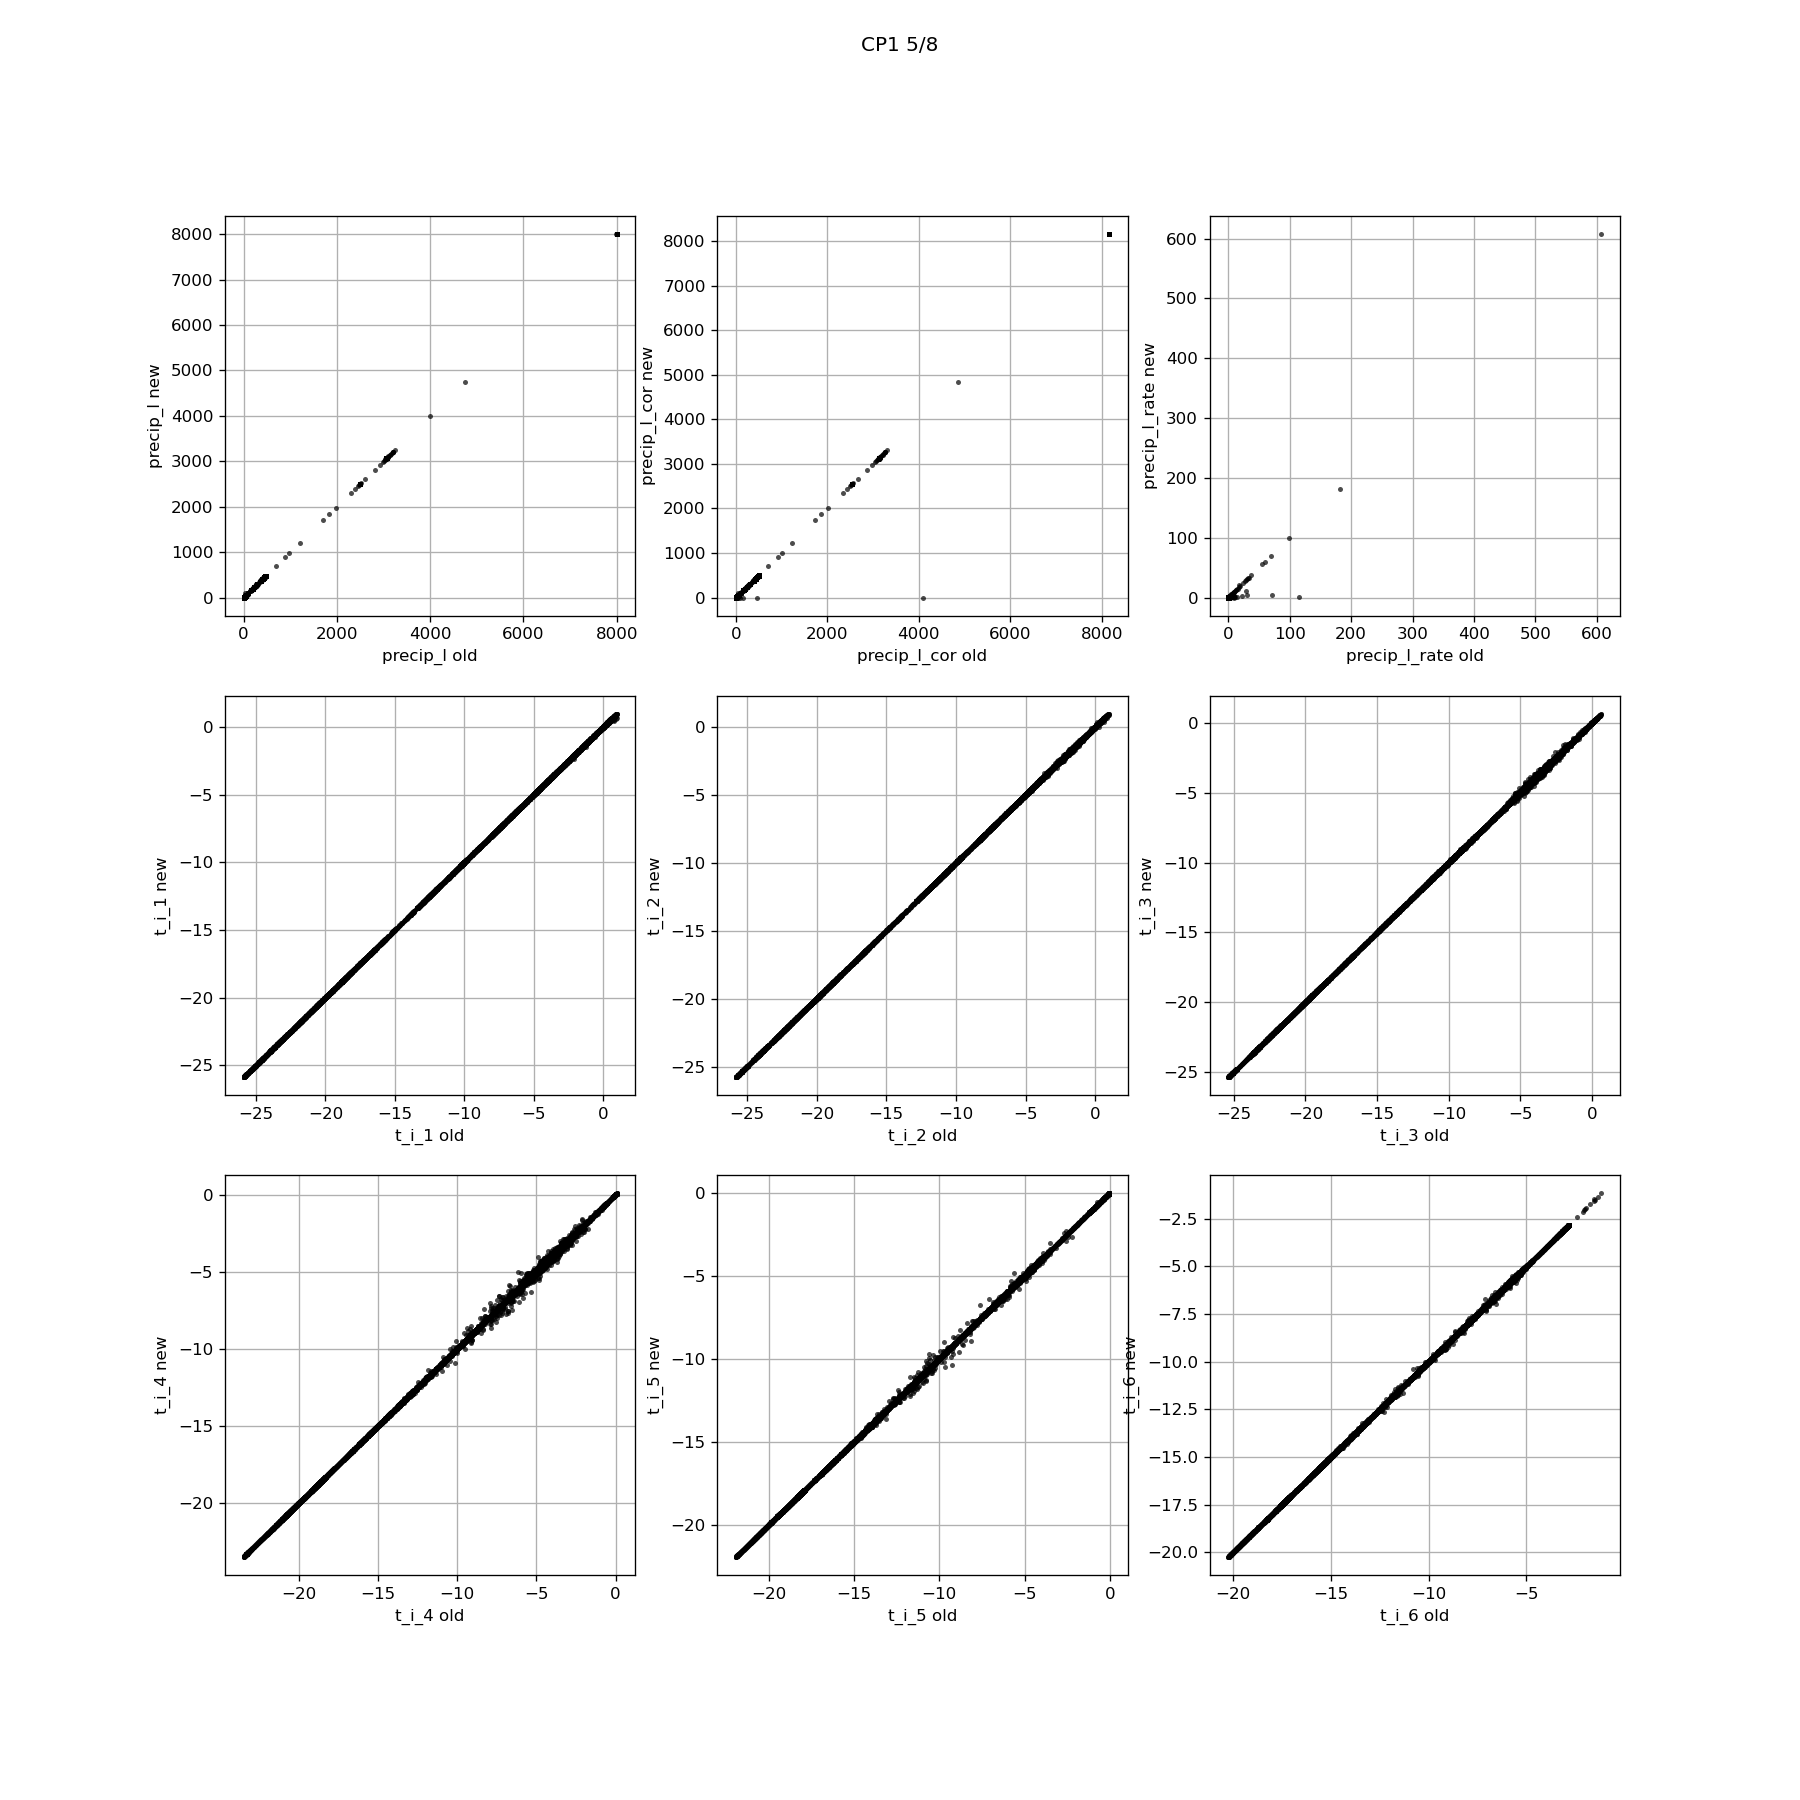 CP1 5/8
8000
7000
6000
5000
4000
3000
2000
1000
0
precip_l new
0 2000 4000 6000 8000
precip_l old
8000
7000
6000
5000
4000
3000
2000
1000
0
precip_l_cor new
0 2000 4000 6000 8000
precip_l_cor old
600
500
400
300
200
100
0
precip_l_rate new
0 100 200 300 400 500 600
precip_l_rate old
0
−5
−10
−15
−20
−25
t_i_1 new
−25 −20 −15 −10 −5 0
t_i_1 old
0
−5
−10
−15
−20
−25
t_i_2 new
−25 −20 −15 −10 −5 0
t_i_2 old
0
−5
−10
−15
−20
−25
t_i_3 new
−25 −20 −15 −10 −5 0
t_i_3 old
0
−5
−10
−15
−20
t_i_4 new
−20 −15 −10 −5 0
t_i_4 old
0
−5
−10
−15
−20
t_i_5 new
−20 −15 −10 −5 0
t_i_5 old
−2.5
−5.0
−7.5
−10.0
−12.5
−15.0
−17.5
−20.0
t_i_6 new
−20 −15 −10 −5
t_i_6 old